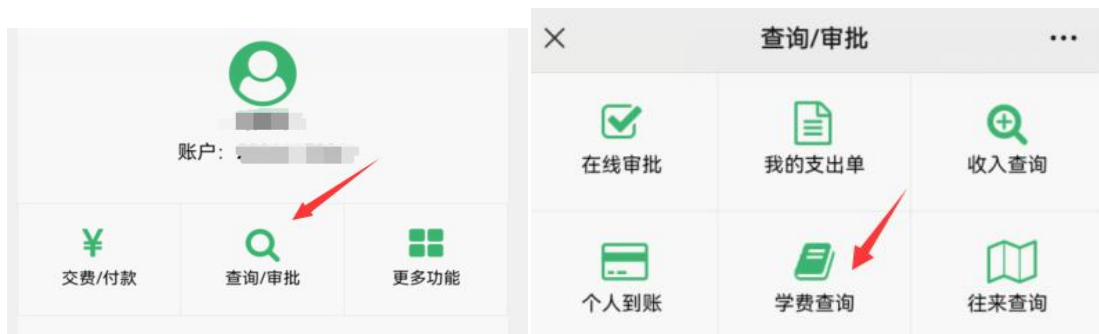 账户：
¥
交费/付款
查询/审批
更多功能
查询/审批
在线审批
我的支出单
收入查询
个人到账
学费查询
往来查询